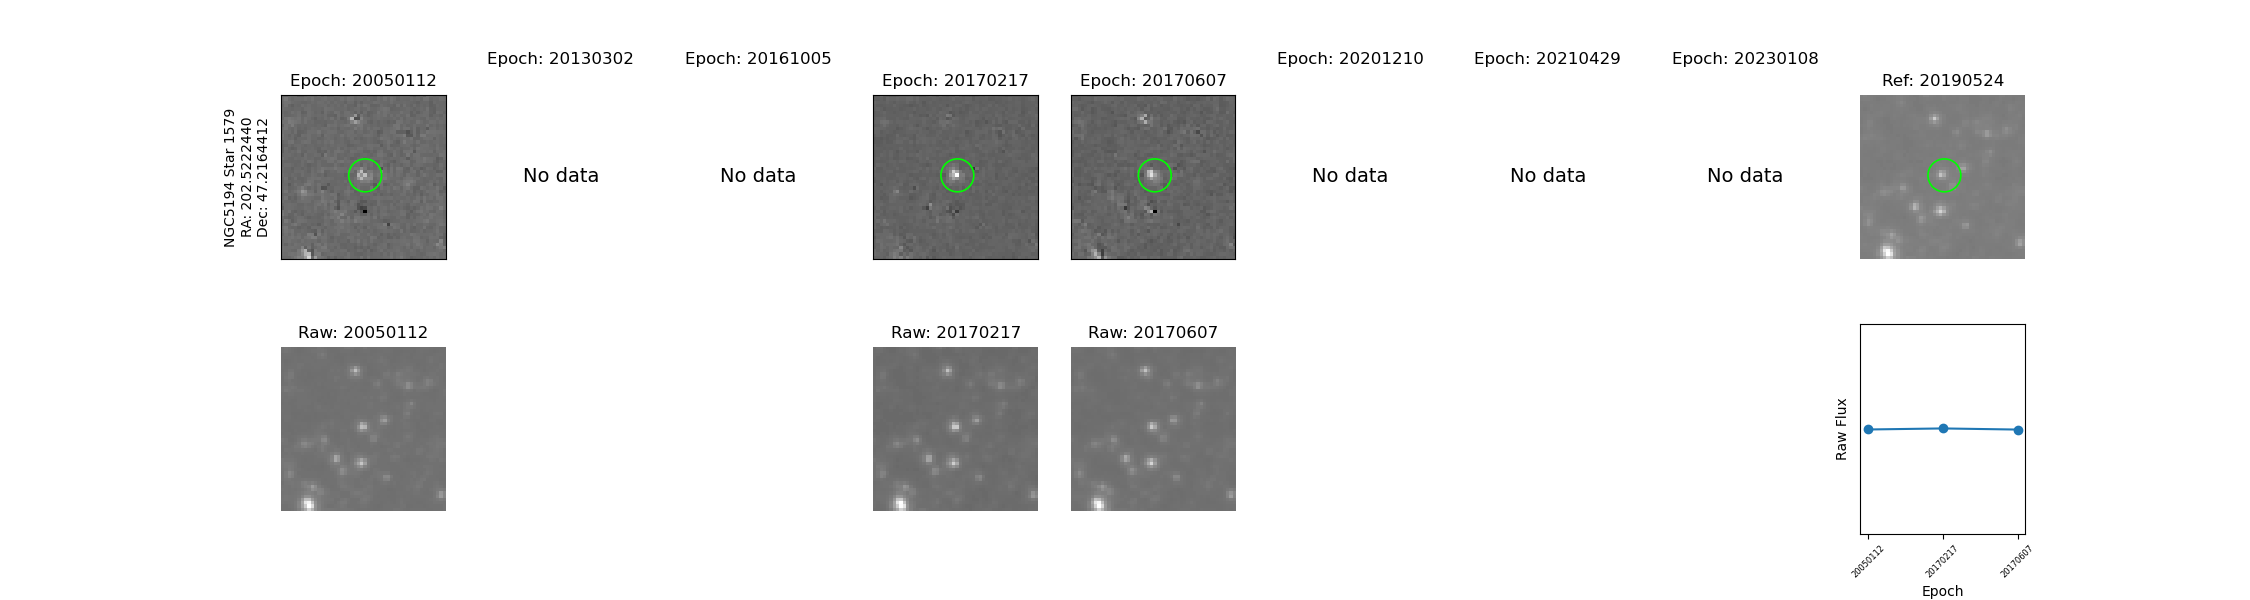 NGC5194 Star 1579
RA: 202.5222440
Dec: 47.2164412
Epoch: 20050112
Epoch: 20130302
Epoch: 20161005
Epoch: 20170217
Epoch: 20170607
Epoch: 20201210
Epoch: 20210429
Epoch: 20230108
Ref: 20190524
No data
No data
No data
No data
No data
Raw: 20050112
Raw: 20170217
Raw: 20170607
Raw Flux
20050112
20170217
20170607
Epoch